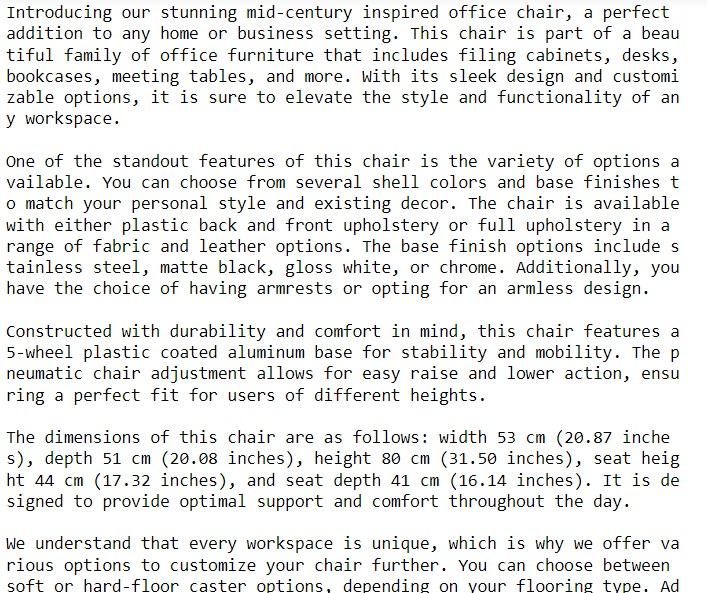 Introducing our stunning mid-century inspired office chair, a perfect
addition to any home or business setting. This chair is part of a beau
tiful family of office furniture that includes filing cabinets, desks,
bookcases, meeting tables, and more. With its sleek design and customi
zable options, it is sure to elevate the style and functionality of an
y workspace.

One of the standout features of this chair is the variety of options a
vailable. You can choose from several shell colors and base finishes t
o match your personal style and existing decor. The chair is available
with either plastic back and front upholstery or full upholstery in a
range of fabric and leather options. The base finish options include s
tainless steel, matte black, gloss white, or chrome. Additionally, you
have the choice of having armrests or opting for an armless design.

Constructed with durability and comfort in mind, this chair features a
5-wheel plastic coated aluminum base for stability and mobility. The p
neumatic chair adjustment allows for easy raise and lower action, ensu
ring a perfect fit for users of different heights.

The dimensions of this chair are as follows: width 53 cm (20.87 inche
s), depth 51 cm (20.08 inches), height 80 cm (31.50 inches), seat heig
ht 44 cm (17.32 inches), and seat depth 41 cm (16.14 inches). It is de
signed to provide optimal support and comfort throughout the day.

We understand that every workspace is unique, which is why we offer va
rious options to customize your chair further. You can choose between
soft or hard-floor caster options, depending on your flooring type. Ad